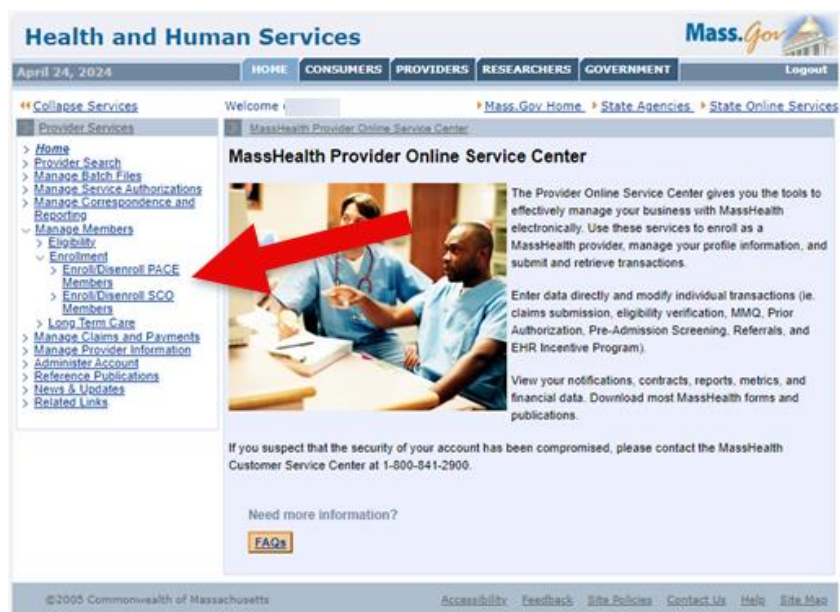 Health and Human Services
Mass.Gov
April 24, 2024
HOME CONSUMERS PROVIDERS RESEARCHERS GOVERNMENT
Logout
Collapse Services
Welcome
Mass.Gov Home State Agencies State Online Services
Provider Services
Home
Provider Search
Manage Batch Files
Manage Service Authorizations
Manage Correspondence and
Reporting
Manage Members
Eligibility
Enrollment
Enroll/Disenroll PACE
Members
Enroll/Disenroll SCO
Members
Long Term Care
Manage Claims and Payments
Manage Provider Information
Administer Account
Reference Publications
News & Updates
Related Links
MassHealth Provider Online Service Center
MassHealth Provider Online Service Center
The Provider Online Service Center gives you the tools to
effectively manage your business with MassHealth
electronically. Use these services to enroll as a
MassHealth provider, manage your profile information, and
submit and retrieve transactions.
Enter data directly and modify individual transactions (ie.
claims submission, eligibility verification, MMQ, Prior
Authorization, Pre-Admission Screening, Referrals, and
EHR Incentive Program).
View your notifications, contracts, reports, metrics, and
financial data. Download most MassHealth forms and
publications.
If you suspect that the security of your account has been compromised, please contact the MassHealth
Customer Service Center at 1-800-841-2900.
Need more information?
FAQs
©2005 Commonwealth of Massachusetts
Accessibility Feedback Site Policies Contact Us Help Site Map